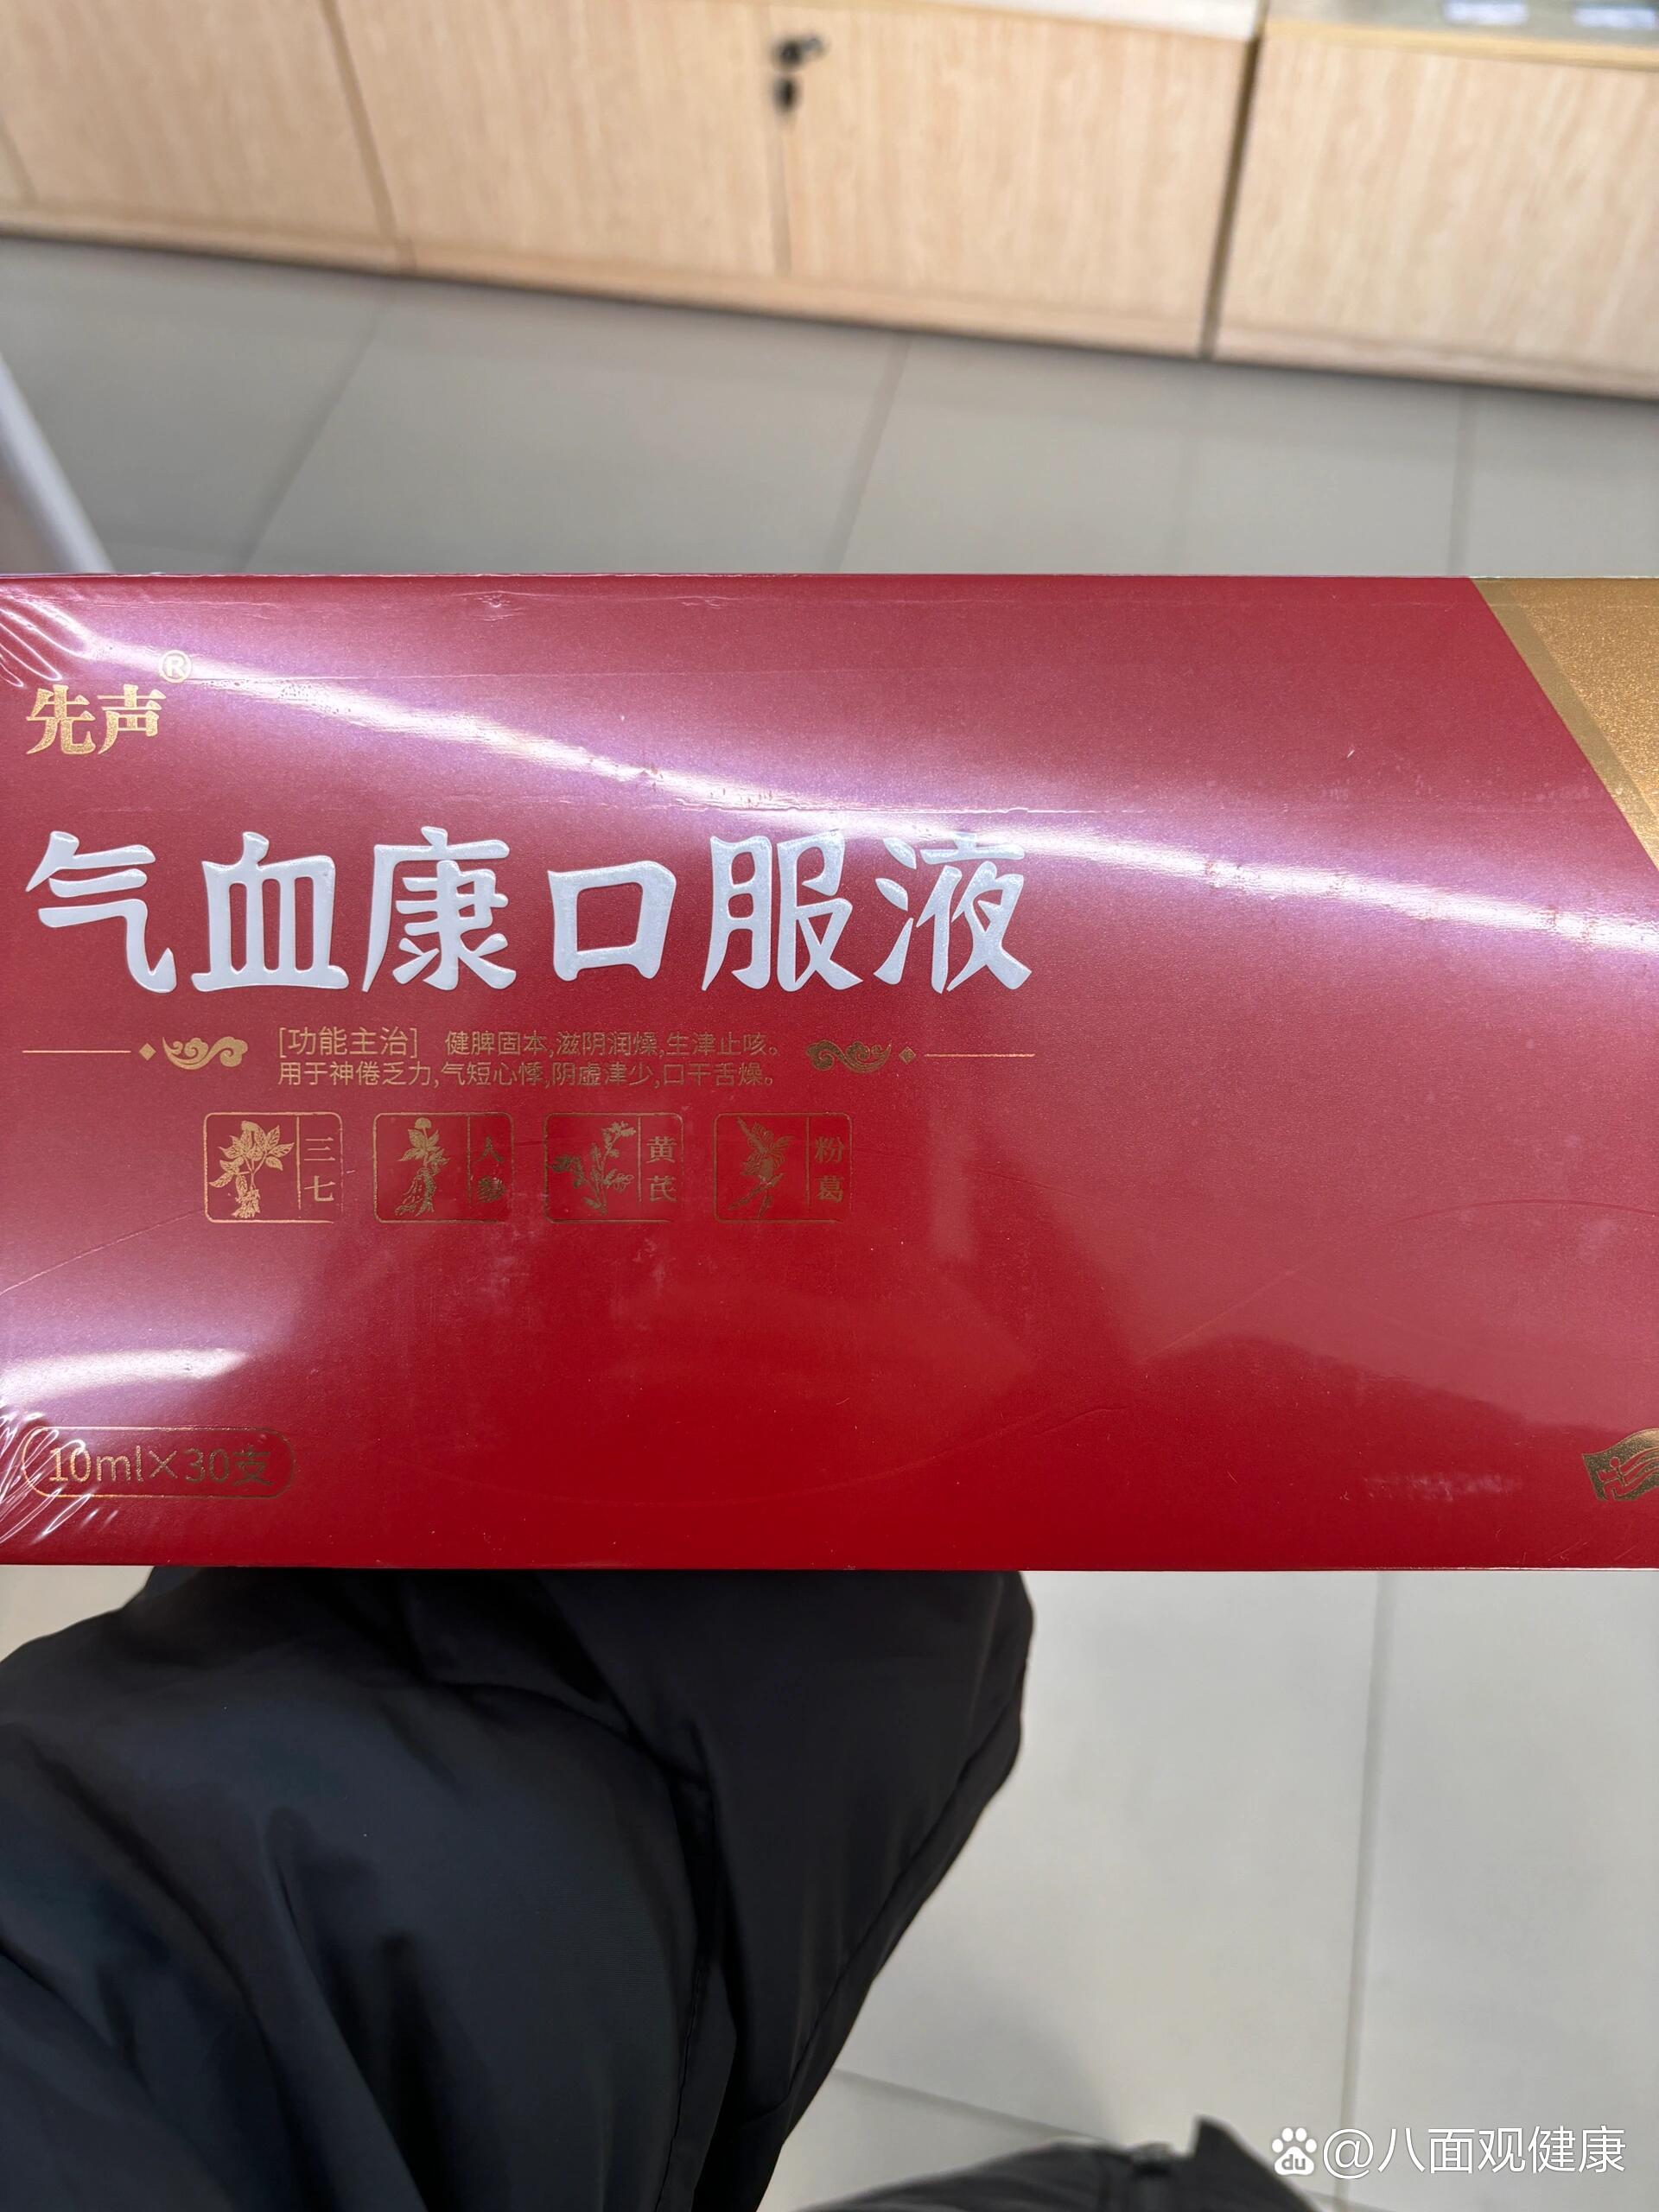 先声®
气血康口服液
[功能主治] 健脾固本,滋阴润燥,生津止咳。
用于神倦乏力,气短心悸,阴虚津少,口干舌燥。
三七 人参 黄芪 粉葛
10ml×30支
du @八面观健康